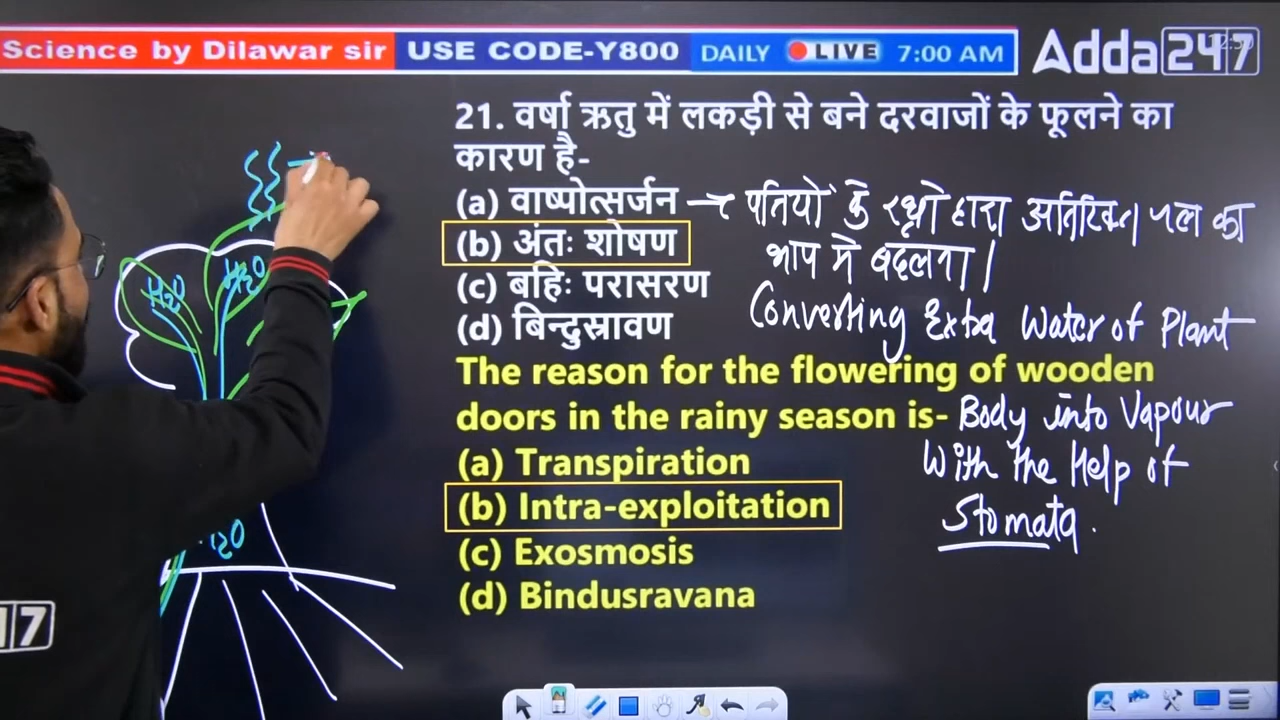 Science by Dilawar sir USE CODE-Y800 DAILY LIVE 7:00 AM Adda247
21. वर्षा ऋतु में लकड़ी से बने दरवाजों के फूलने का
कारण है-
(a) वाष्पोत्सर्जन → पतियों के रध्रो द्वारा अतिरिक्त जल का
भाप मे बदलना।
(b) अंतः शोषण
(c) बहिः परासरण
(d) बिन्दुस्रावण
Converting Extra Water of Plant
The reason for the flowering of wooden
doors in the rainy season is-
Body into Vapour
With the Help of
Stomata.
(a) Transpiration
(b) Intra-exploitation
(c) Exosmosis
(d) Bindusravana
H2O
H2O
H2O